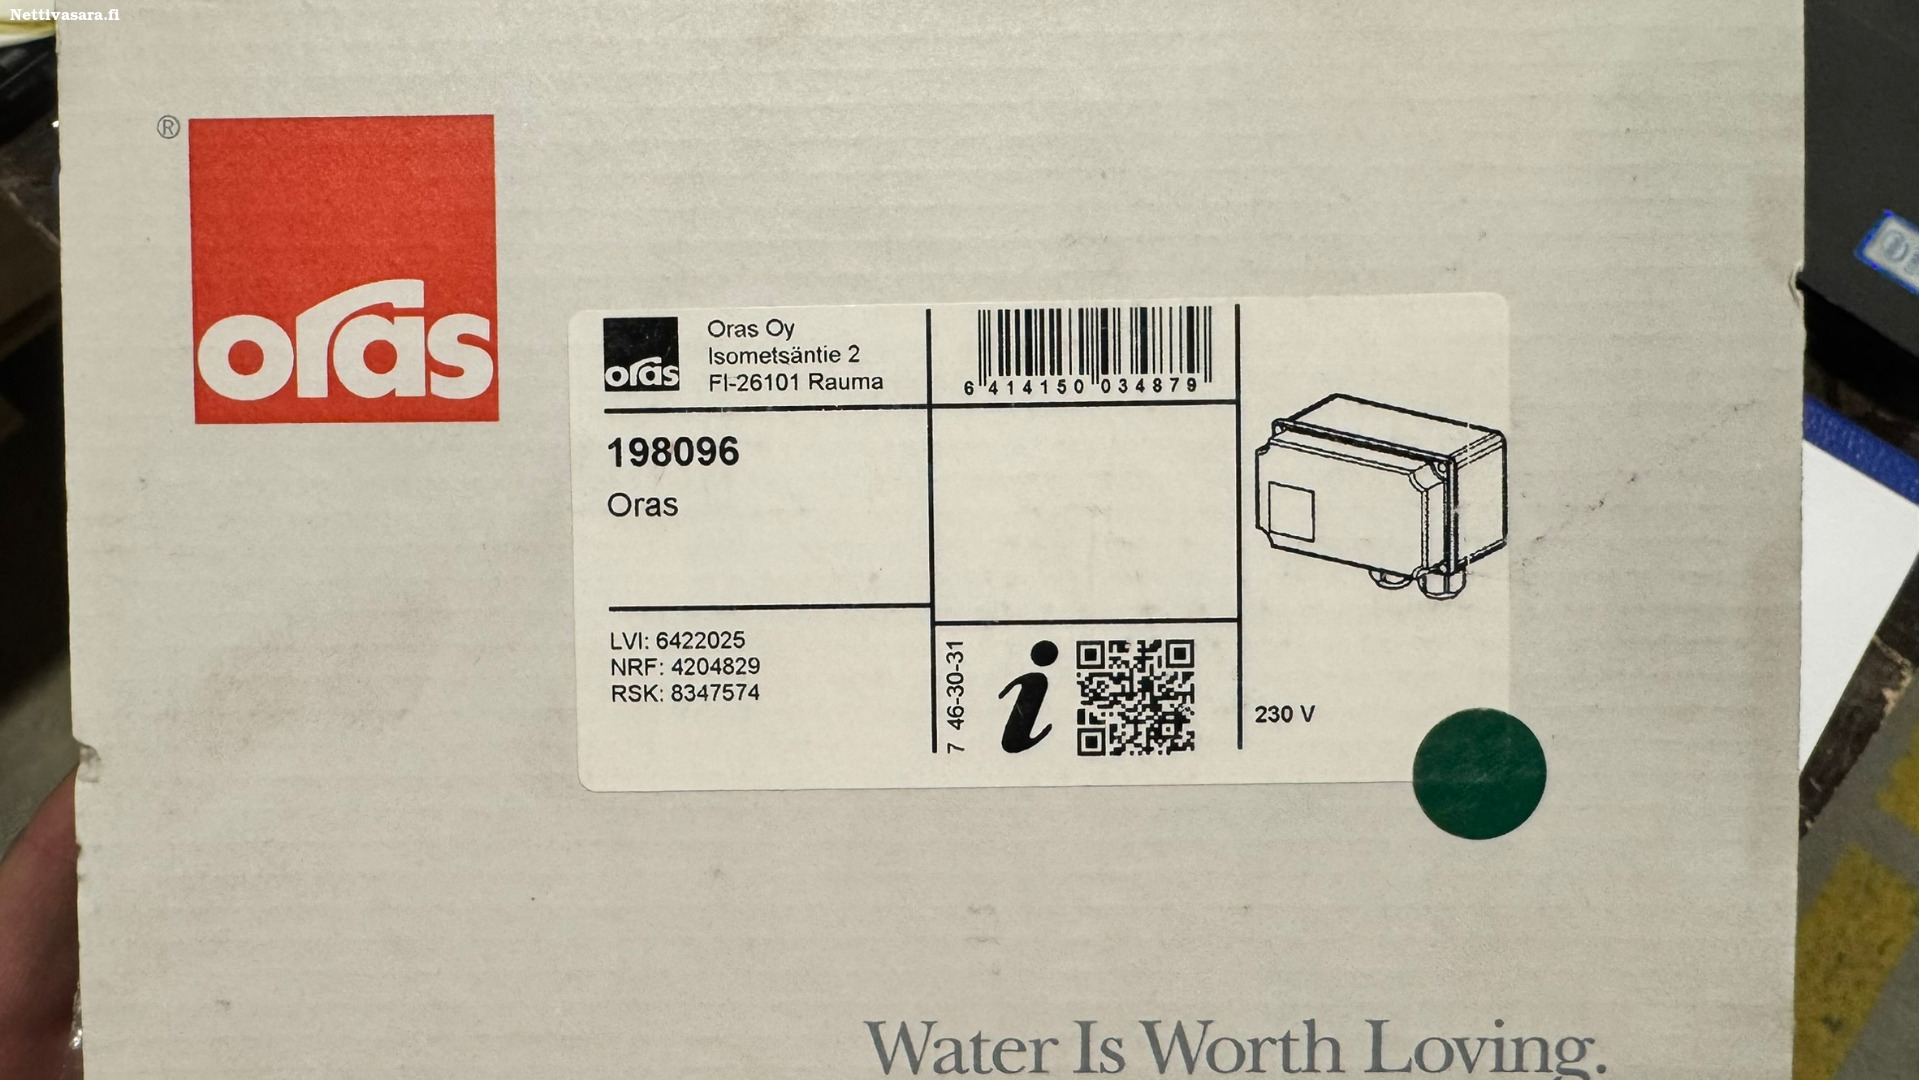 Nettivasara.fi
®
oras
oras
Oras Oy
Isometsäntie 2
FI-26101 Rauma
6 414150 034879
198096
Oras
LVI: 6422025
NRF: 4204829
RSK: 8347574
7 46-30-31
i
230 V
Water Is Worth Loving.